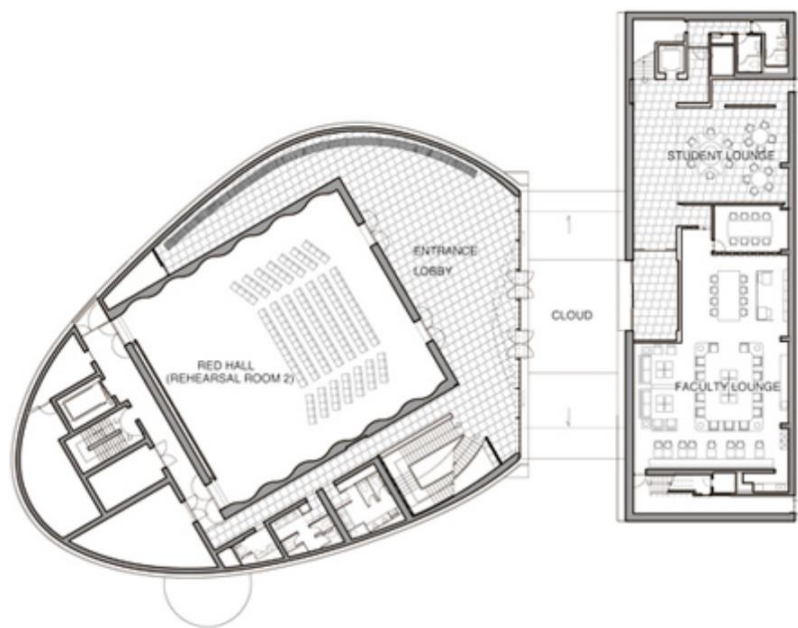 STUDENT LOUNGE
ENTRANCE
LOBBY
CLOUD
RED HALL
(REHEARSAL ROOM 2)
FACULTY LOUNGE